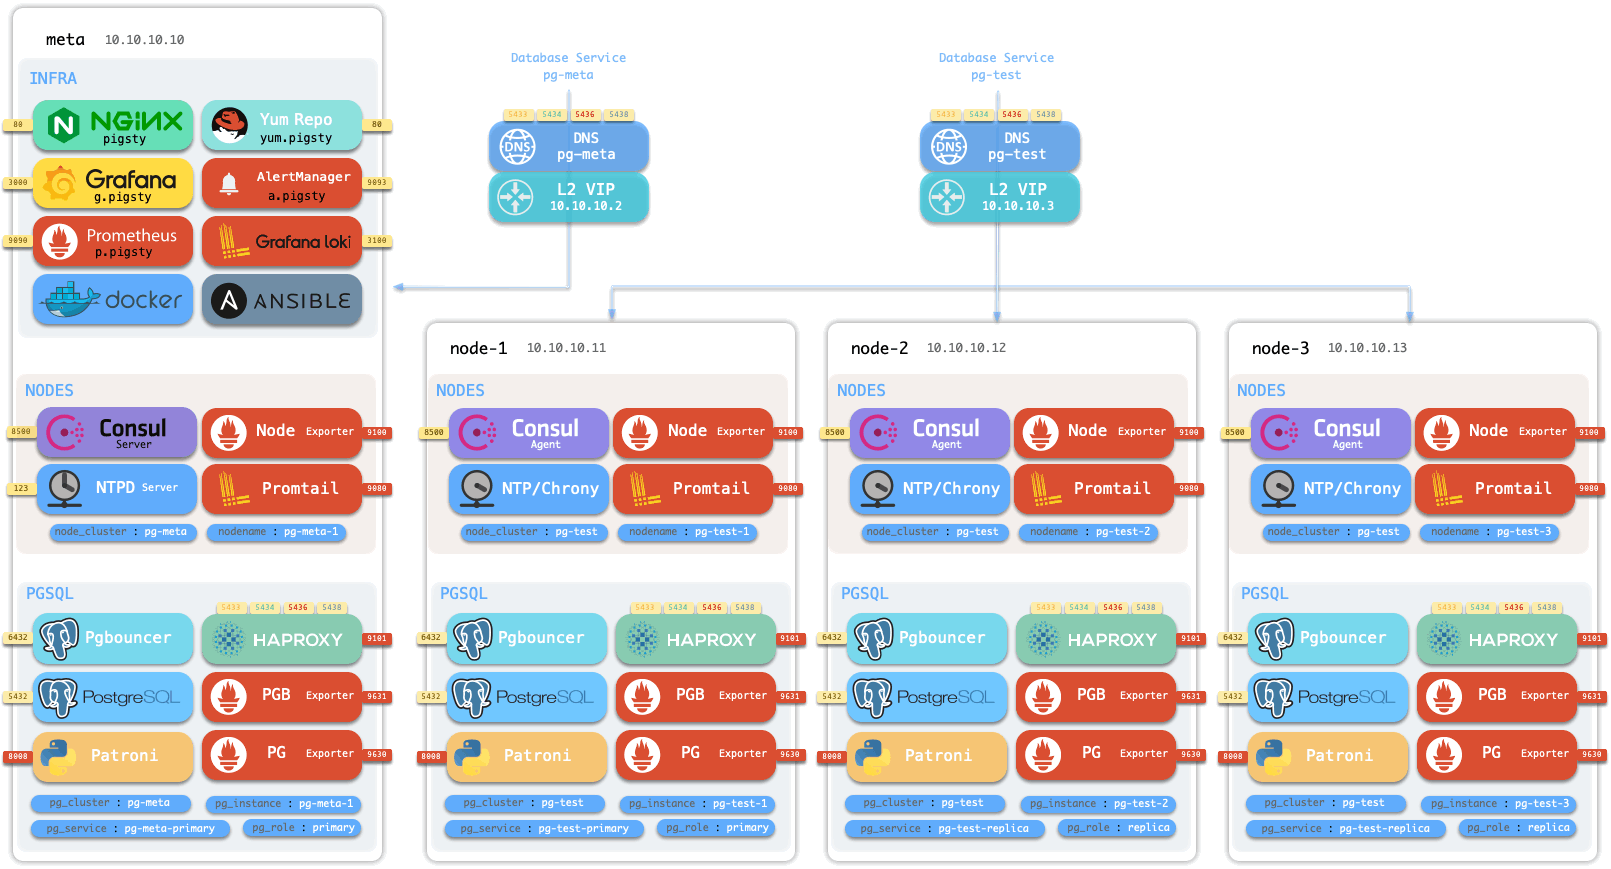 meta 10.10.10.10
INFRA
80 NGINX pigsty
Yum Repo yum.pigsty 80
3000 Grafana g.pigsty
AlertManager a.pigsty 9093
9090 Prometheus p.pigsty
Grafana loki 3100
docker
ANSIBLE
NODES
8500 Consul Server
Node Exporter 9100
123 NTPD Server
Promtail 9080
node_cluster : pg-meta
nodename : pg-meta-1
PGSQL
5433 5434 5436 5438
6432 Pgbouncer
HAPROXY 9101
5432 PostgreSQL
PGB Exporter 9631
8008 Patroni
PG Exporter 9630
pg_cluster : pg-meta
pg_instance : pg-meta-1
pg_service : pg-meta-primary
pg_role : primary
Database Service
pg-meta
5433 5434 5436 5438
DNS
DNS
pg-meta
L2 VIP
10.10.10.2
Database Service
pg-test
5433 5434 5436 5438
DNS
DNS
pg-test
L2 VIP
10.10.10.3
node-1 10.10.10.11
NODES
8500 Consul Agent
Node Exporter 9100
NTP/Chrony
Promtail 9080
node_cluster : pg-test
nodename : pg-test-1
PGSQL
5433 5434 5436 5438
6432 Pgbouncer
HAPROXY 9101
5432 PostgreSQL
PGB Exporter 9631
8008 Patroni
PG Exporter 9630
pg_cluster : pg-test
pg_instance : pg-test-1
pg_service : pg-test-primary
pg_role : primary
node-2 10.10.10.12
NODES
8500 Consul Agent
Node Exporter 9100
NTP/Chrony
Promtail 9080
node_cluster : pg-test
nodename : pg-test-2
PGSQL
5433 5434 5436 5438
6432 Pgbouncer
HAPROXY 9101
5432 PostgreSQL
PGB Exporter 9631
8008 Patroni
PG Exporter 9630
pg_cluster : pg-test
pg_instance : pg-test-2
pg_service : pg-test-replica
pg_role : replica
node-3 10.10.10.13
NODES
8500 Consul Agent
Node Exporter 9100
NTP/Chrony
Promtail 9080
node_cluster : pg-test
nodename : pg-test-3
PGSQL
5433 5434 5436 5438
6432 Pgbouncer
HAPROXY 9101
5432 PostgreSQL
PGB Exporter 9631
8008 Patroni
PG Exporter 9630
pg_cluster : pg-test
pg_instance : pg-test-3
pg_service : pg-test-replica
pg_role : replica